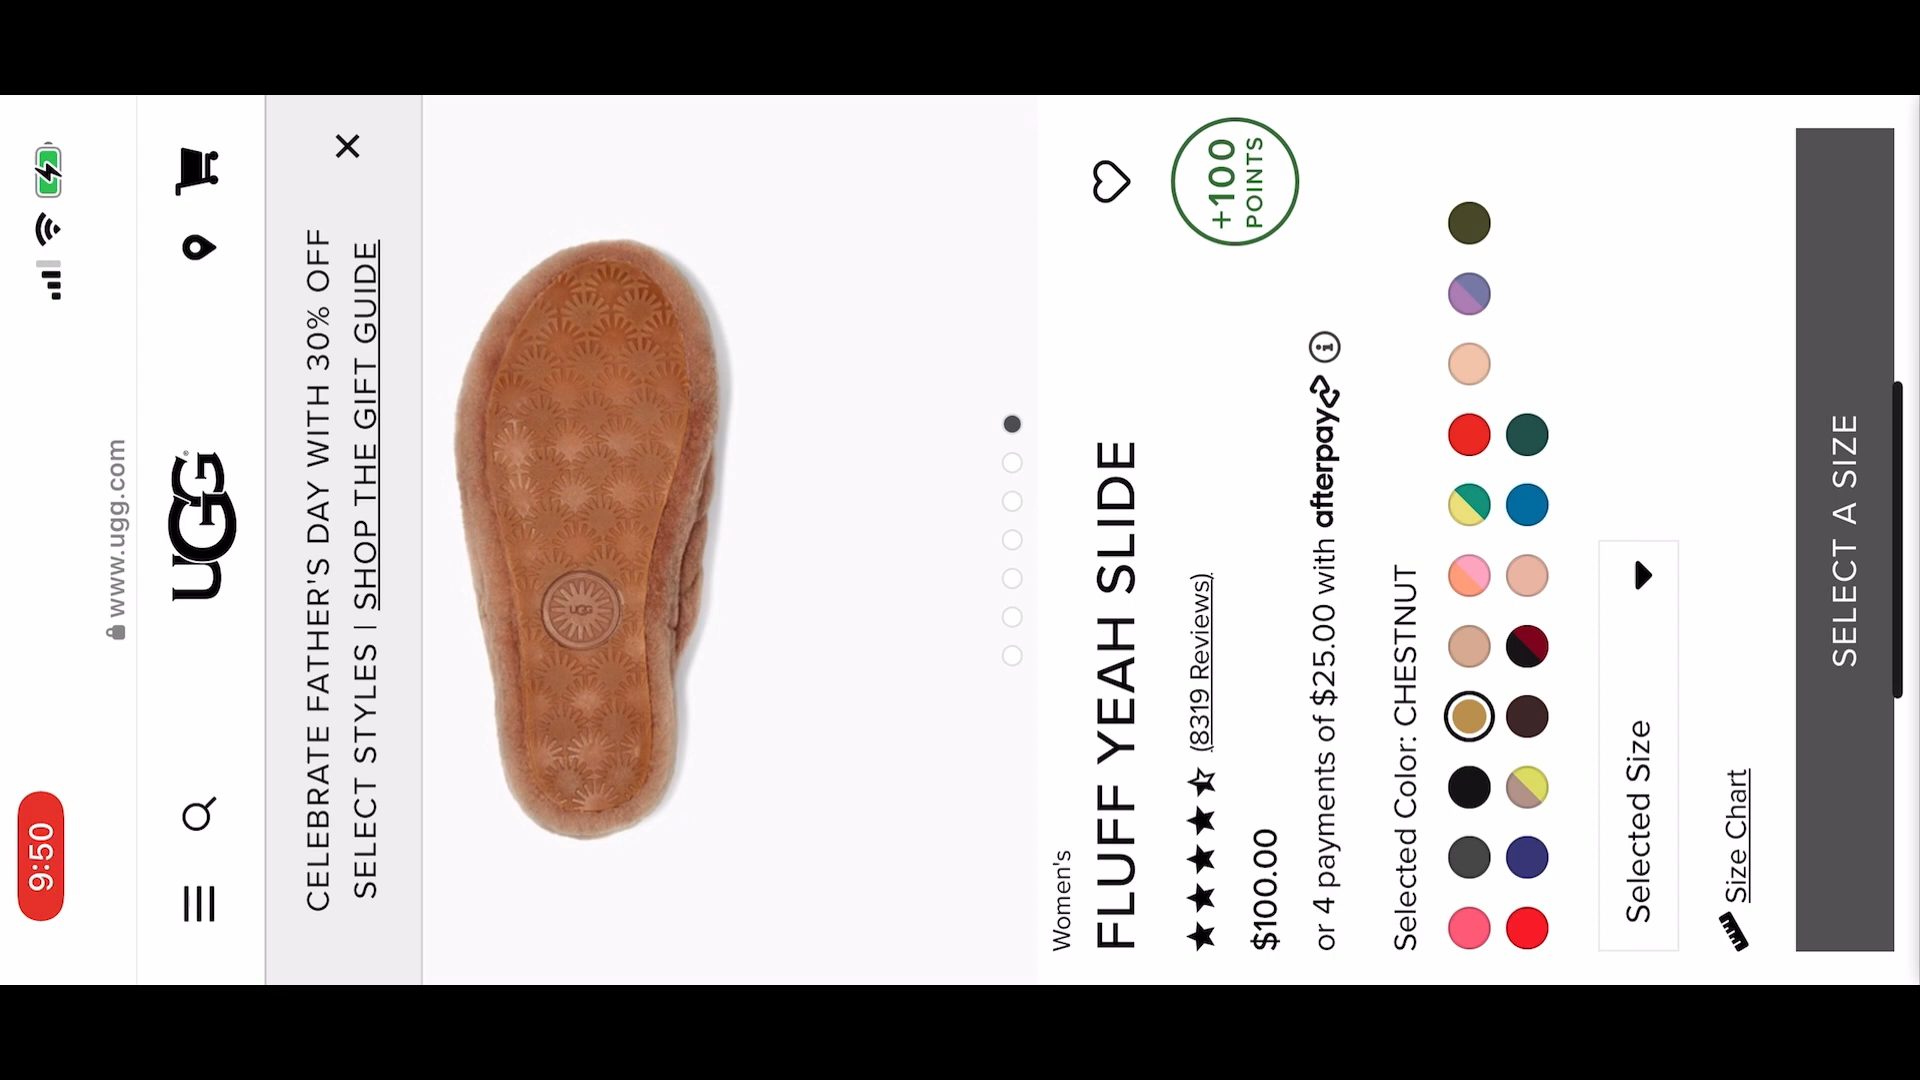 9:50
www.ugg.com
UGG
CELEBRATE FATHER'S DAY WITH 30% OFF
SELECT STYLES | SHOP THE GIFT GUIDE
UGG
Women's
FLUFF YEAH SLIDE
(8319 Reviews)
$100.00
+100
POINTS
or 4 payments of $25.00 with afterpay
Selected Color: CHESTNUT
Selected Size
Size Chart
SELECT A SIZE